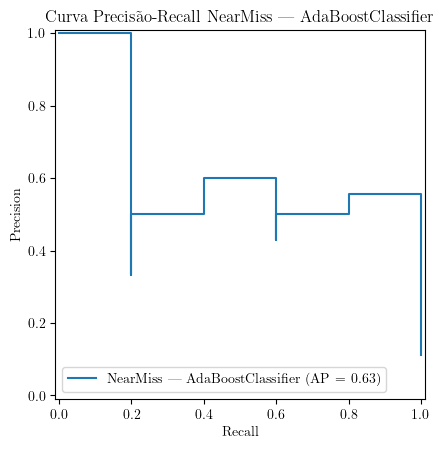 Curva Precisão-Recall NearMiss — AdaBoostClassifier
1.0
0.8
0.6
0.4
0.2
0.0
Precision
NearMiss — AdaBoostClassifier (AP = 0.63)
0.0 0.2 0.4 0.6 0.8 1.0
Recall